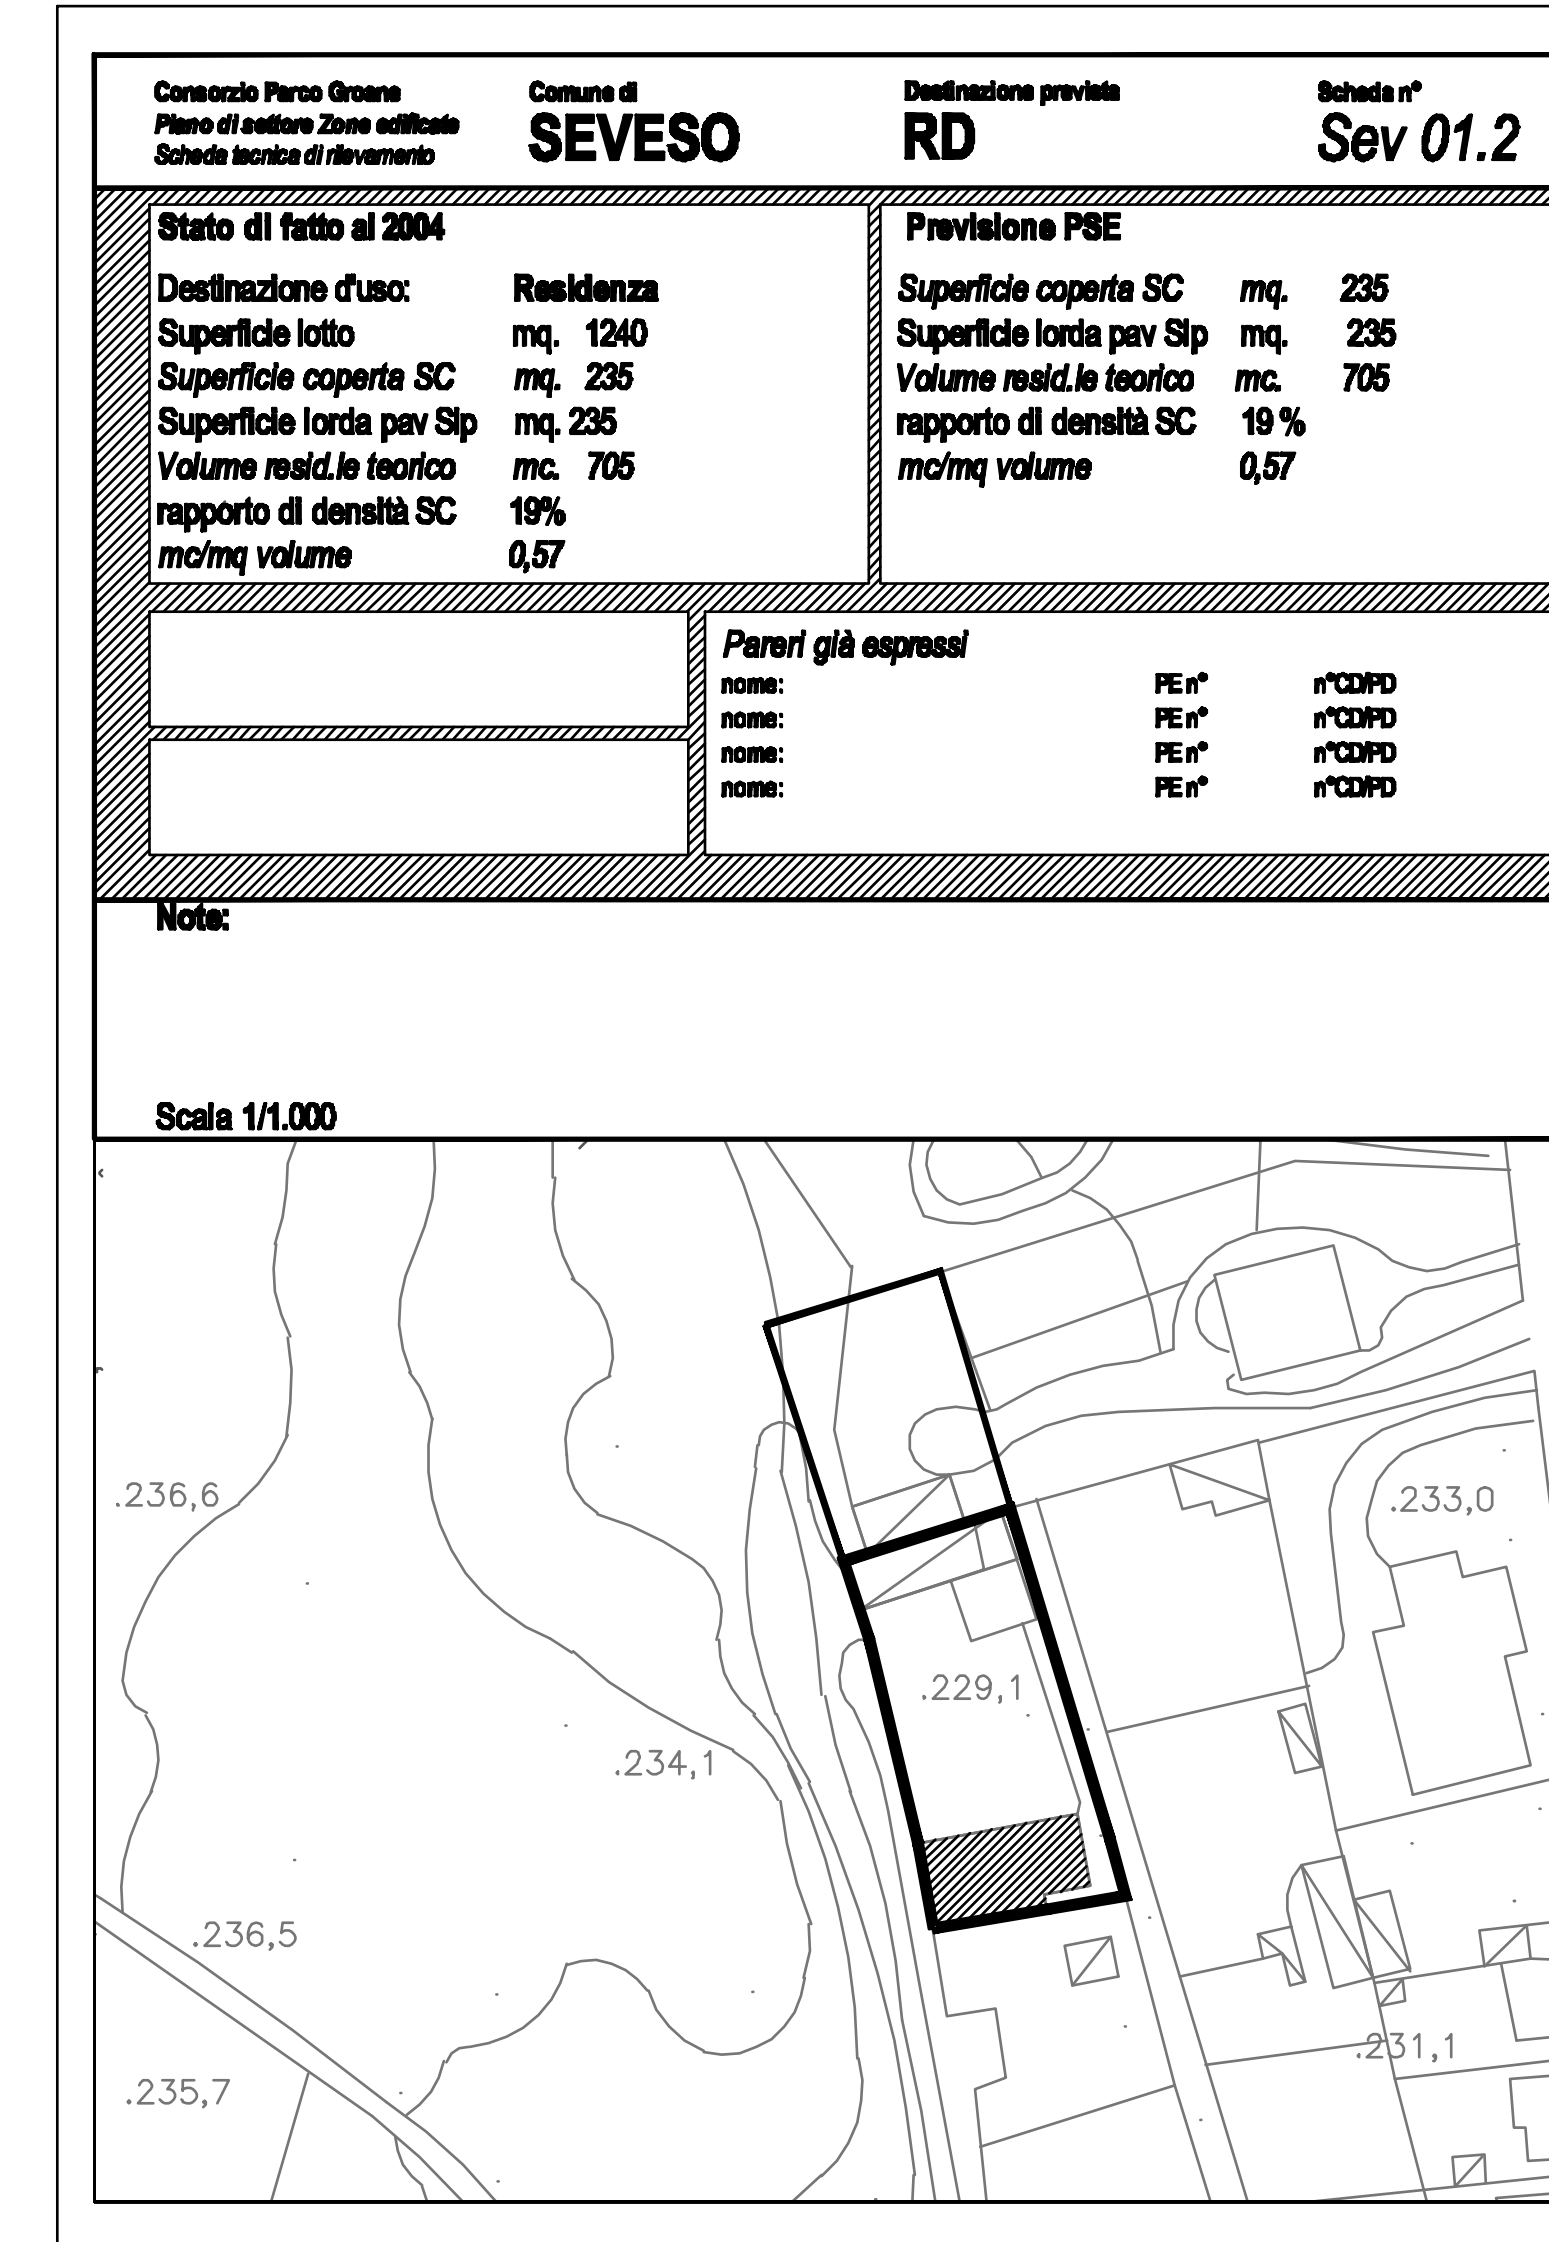 Consorzio Parco Groane
Piano di settore Zone edificate
Scheda tecnica di rilevamento
Comune di
SEVESO
Destinazione prevista
RD
Scheda n°
Sev 01.2
Stato di fatto al 2004
Destinazione d'uso: Residenza
Superficie lotto mq. 1240
Superficie coperta SC mq. 235
Superficie lorda pav Slp mq. 235
Volume resid.le teorico mc. 705
rapporto di densità SC 19%
mc/mq volume 0,57
Previsione PSE
Superficie coperta SC mq. 235
Superficie lorda pav Slp mq. 235
Volume resid.le teorico mc. 705
rapporto di densità SC 19 %
mc/mq volume 0,57
Pareri già espressi
nome: PE n° n°CD/PD
nome: PE n° n°CD/PD
nome: PE n° n°CD/PD
nome: PE n° n°CD/PD
Note:
Scala 1/1.000
.236,6
.233,0
.229,1
.234,1
.236,5
.231,1
.235,7